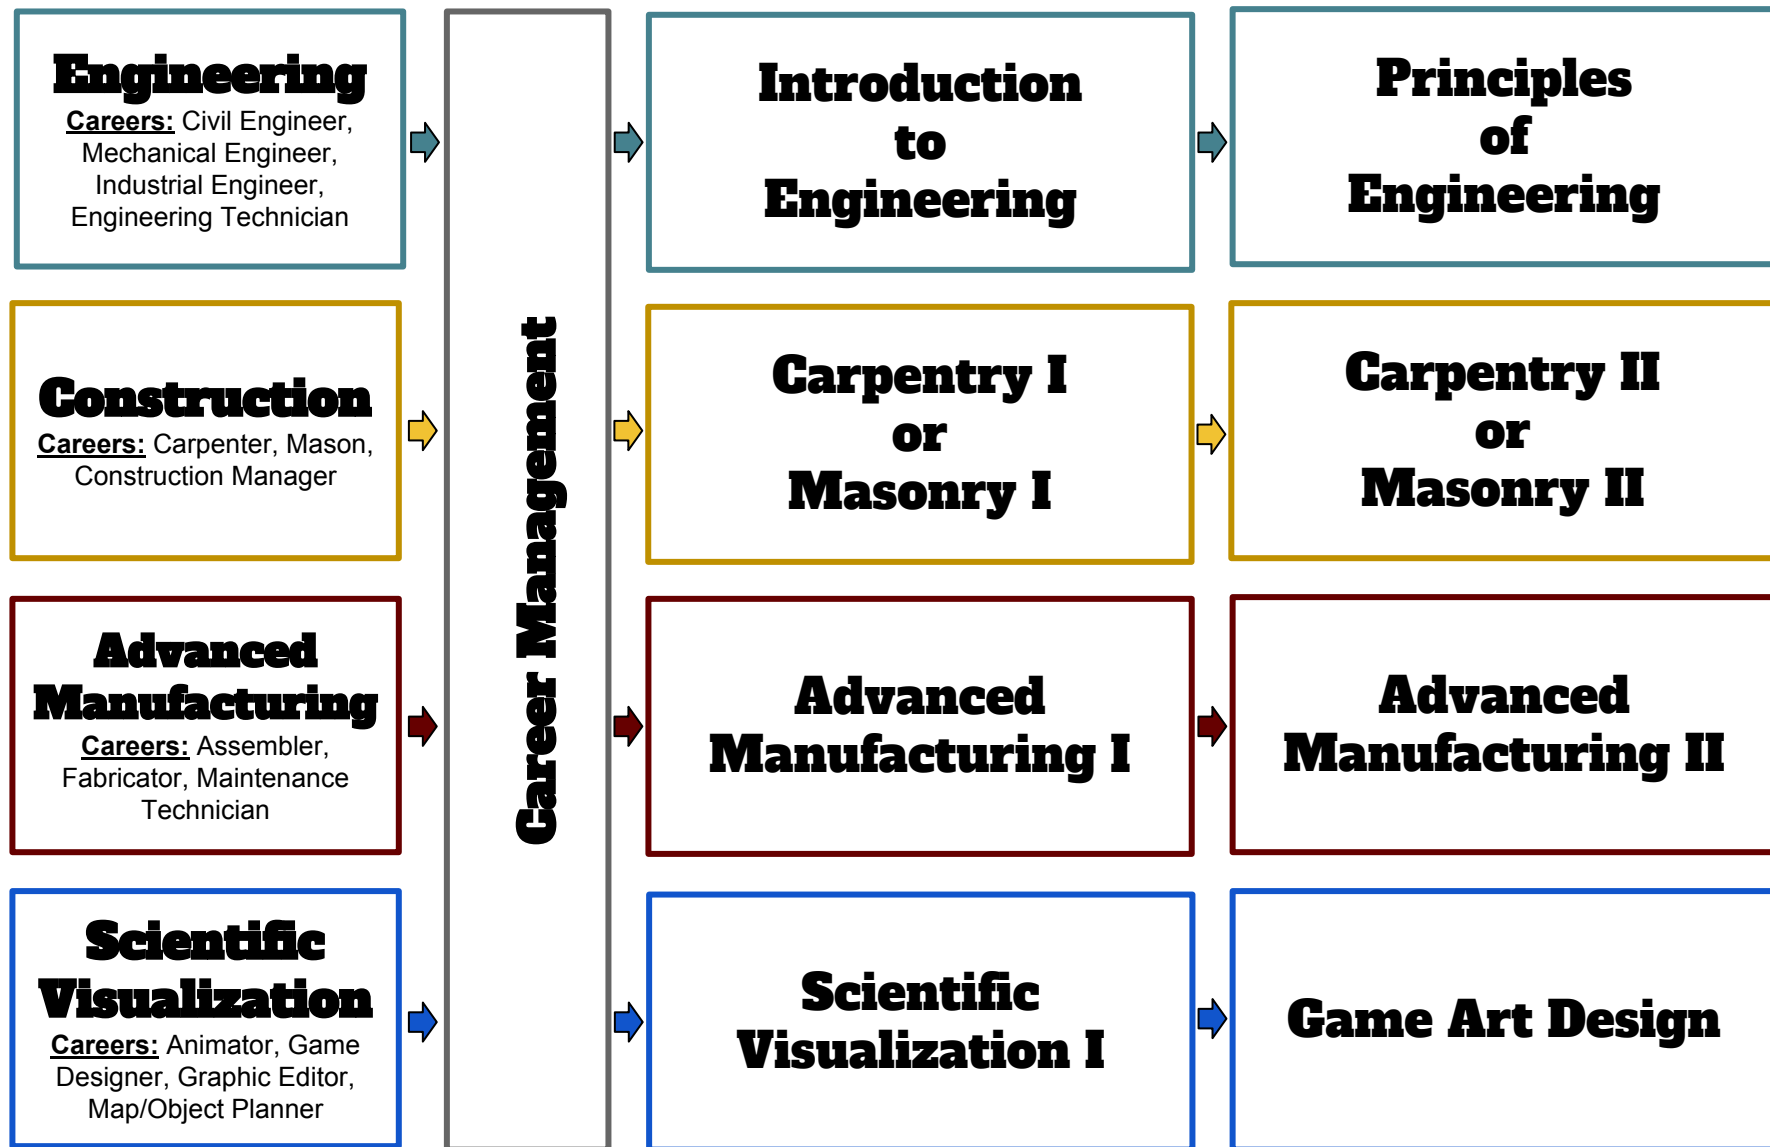 Engineering
Careers: Civil Engineer,
Mechanical Engineer,
Industrial Engineer,
Engineering Technician
Career Management
Introduction
to
Engineering
Principles
of
Engineering
Construction
Careers: Carpenter, Mason,
Construction Manager
Carpentry I
or
Masonry I
Carpentry II
or
Masonry II
Advanced
Manufacturing
Careers: Assembler,
Fabricator, Maintenance
Technician
Advanced
Manufacturing I
Advanced
Manufacturing II
Scientific
Visualization
Careers: Animator, Game
Designer, Graphic Editor,
Map/Object Planner
Scientific
Visualization I
Game Art Design